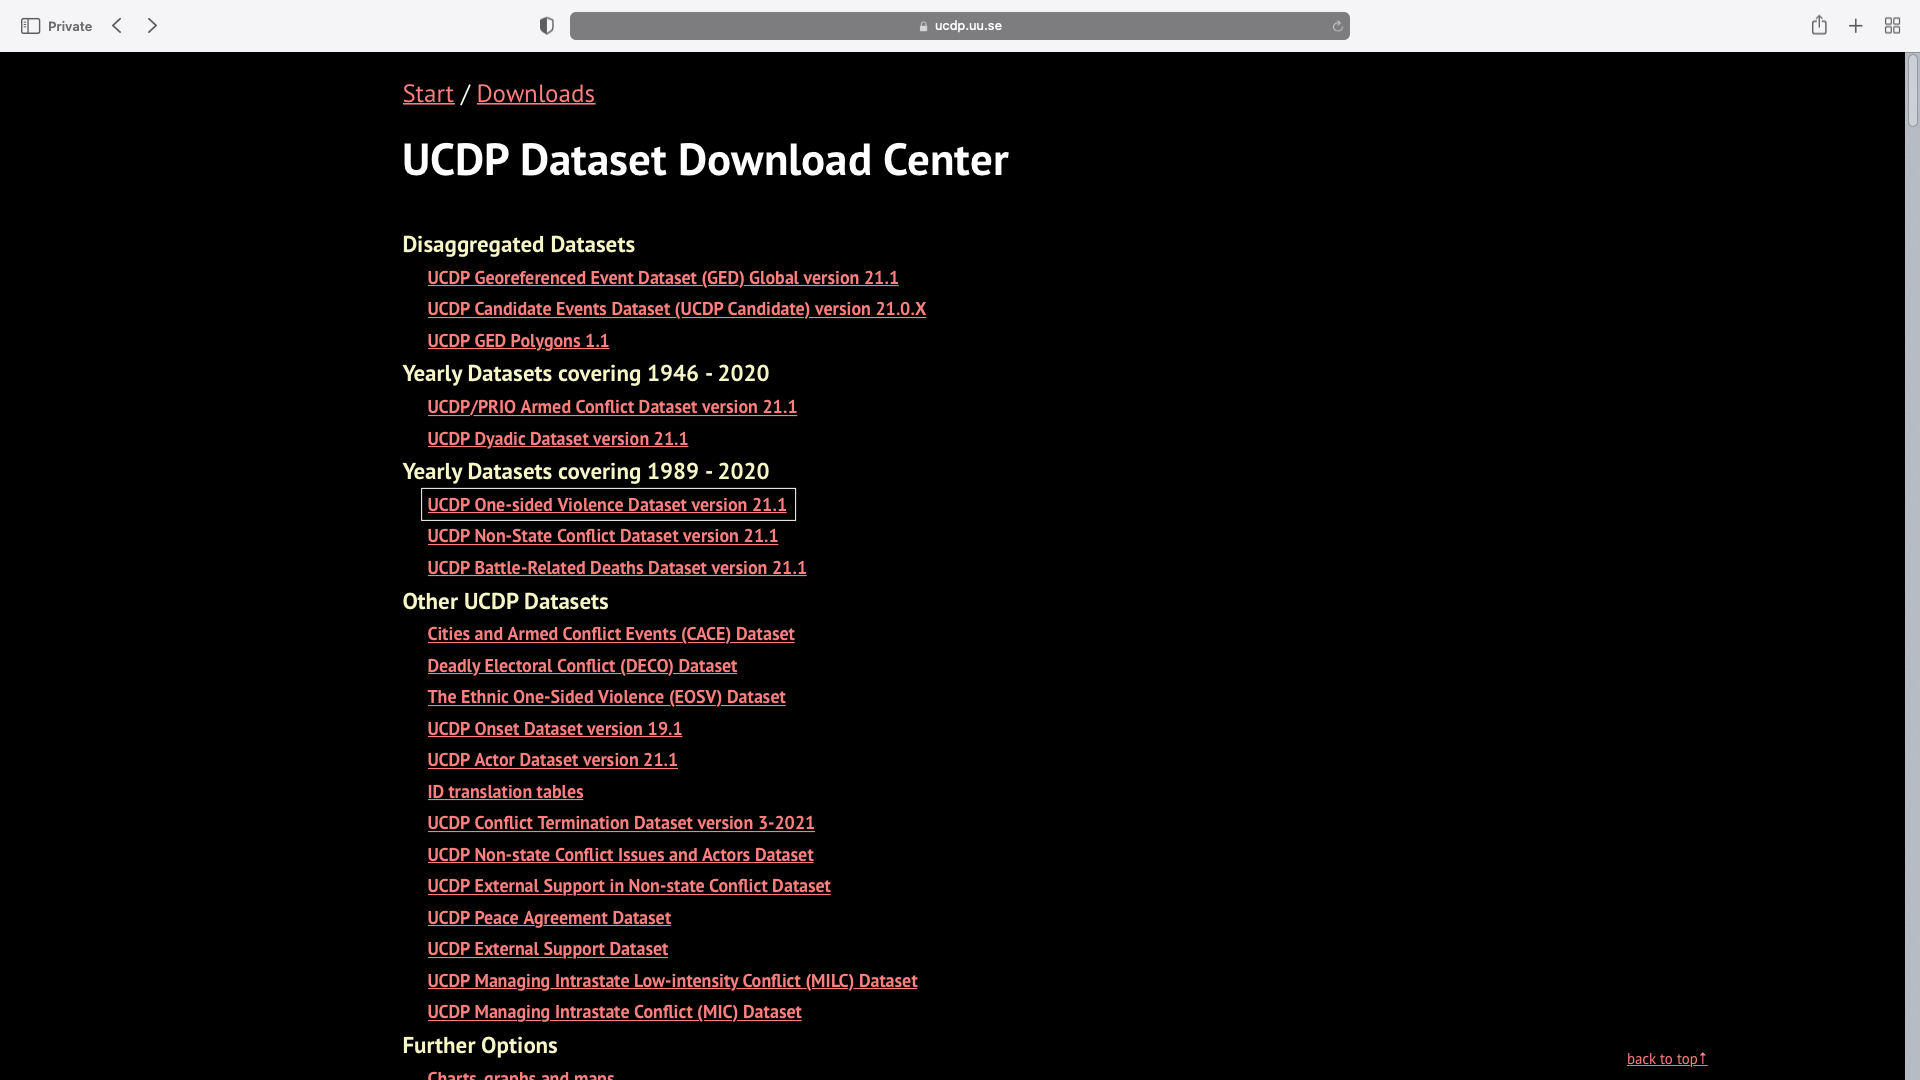 Private
ucdp.uu.se
Start / Downloads
UCDP Dataset Download Center
Disaggregated Datasets
UCDP Georeferenced Event Dataset (GED) Global version 21.1
UCDP Candidate Events Dataset (UCDP Candidate) version 21.0.X
UCDP GED Polygons 1.1
Yearly Datasets covering 1946 - 2020
UCDP/PRIO Armed Conflict Dataset version 21.1
UCDP Dyadic Dataset version 21.1
Yearly Datasets covering 1989 - 2020
UCDP One-sided Violence Dataset version 21.1
UCDP Non-State Conflict Dataset version 21.1
UCDP Battle-Related Deaths Dataset version 21.1
Other UCDP Datasets
Cities and Armed Conflict Events (CACE) Dataset
Deadly Electoral Conflict (DECO) Dataset
The Ethnic One-Sided Violence (EOSV) Dataset
UCDP Onset Dataset version 19.1
UCDP Actor Dataset version 21.1
ID translation tables
UCDP Conflict Termination Dataset version 3-2021
UCDP Non-state Conflict Issues and Actors Dataset
UCDP External Support in Non-state Conflict Dataset
UCDP Peace Agreement Dataset
UCDP External Support Dataset
UCDP Managing Intrastate Low-intensity Conflict (MILC) Dataset
UCDP Managing Intrastate Conflict (MIC) Dataset
Further Options
back to top↑
Charts, graphs and maps